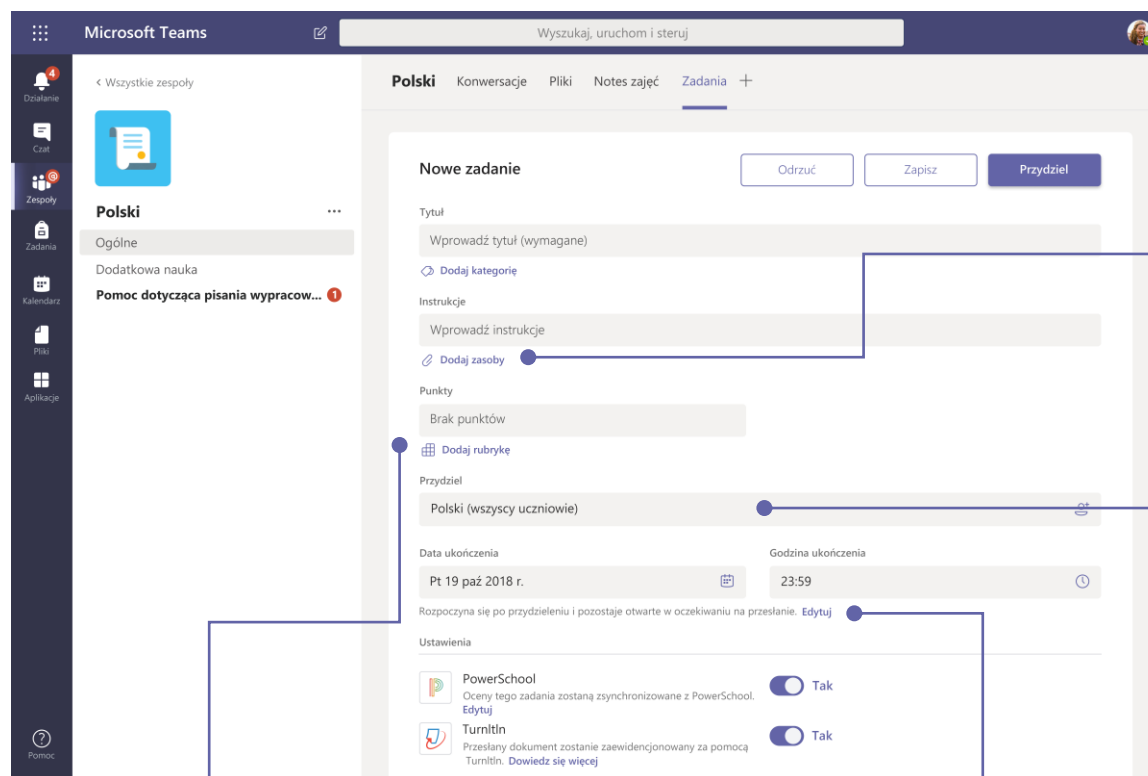 Microsoft Teams
Wyszukaj, uruchom i steruj
4
Działanie
Czat
@
Zespoły
Zadania
Kalendarz
Pliki
Aplikacje
?
Pomoc
< Wszystkie zespoły
Polski
...
Ogólne
Dodatkowa nauka
Pomoc dotycząca pisania wypracow... 1
Polski Konwersacje Pliki Notes zajęć Zadania +
Nowe zadanie
Odrzuć Zapisz Przydziel
Tytuł
Wprowadź tytuł (wymagane)
Dodaj kategorię
Instrukcje
Wprowadź instrukcje
Dodaj zasoby
Punkty
Brak punktów
Dodaj rubrykę
Przydziel
Polski (wszyscy uczniowie)
Data ukończenia Godzina ukończenia
Pt 19 paź 2018 r. 23:59
Rozpoczyna się po przydzieleniu i pozostaje otwarte w oczekiwaniu na przesłanie. Edytuj
Ustawienia
PowerSchool
Oceny tego zadania zostaną zsynchronizowane z PowerSchool.
Edytuj
Tak
TurnItIn
Przesłany dokument zostanie zaewidencjonowany za pomocą
TurnItIn. Dowiedz się więcej
Tak